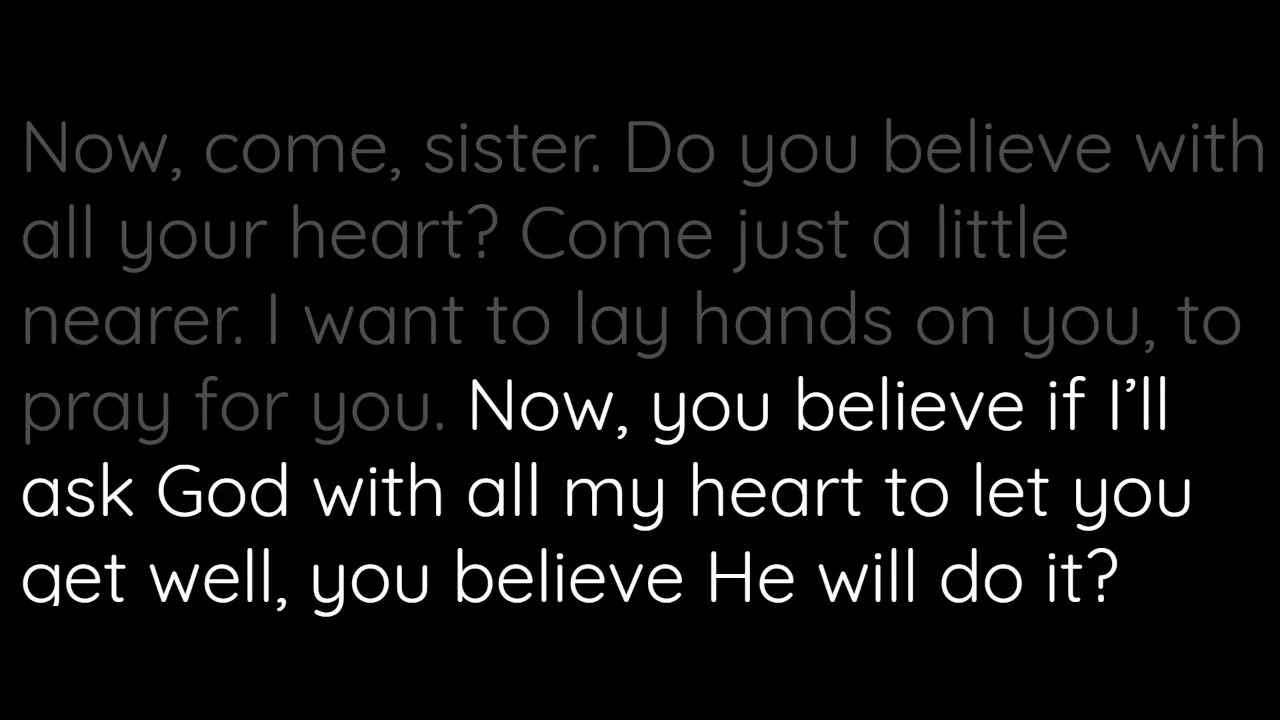 Now, come, sister. Do you believe with
all your heart? Come just a little
nearer. I want to lay hands on you, to
pray for you. Now, you believe if I’ll
ask God with all my heart to let you
get well, you believe He will do it?